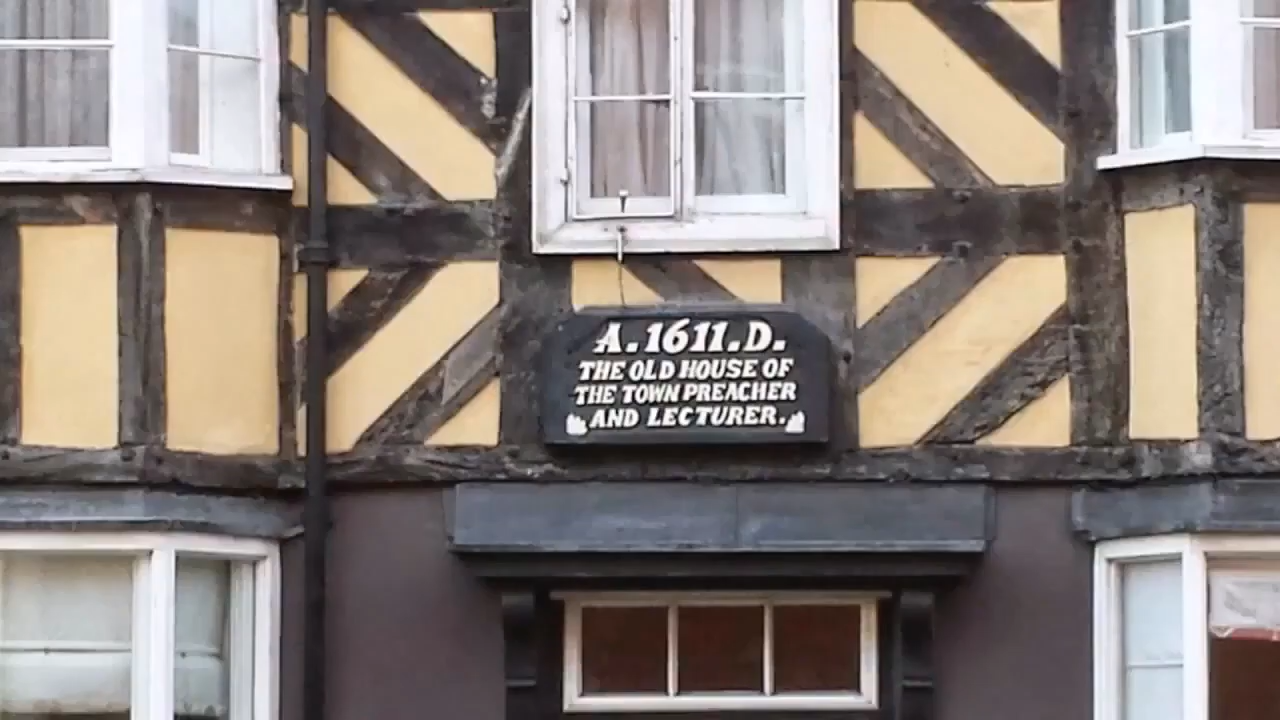 A. 1611. D.
THE OLD HOUSE OF
THE TOWN PREACHER
AND LECTURER.